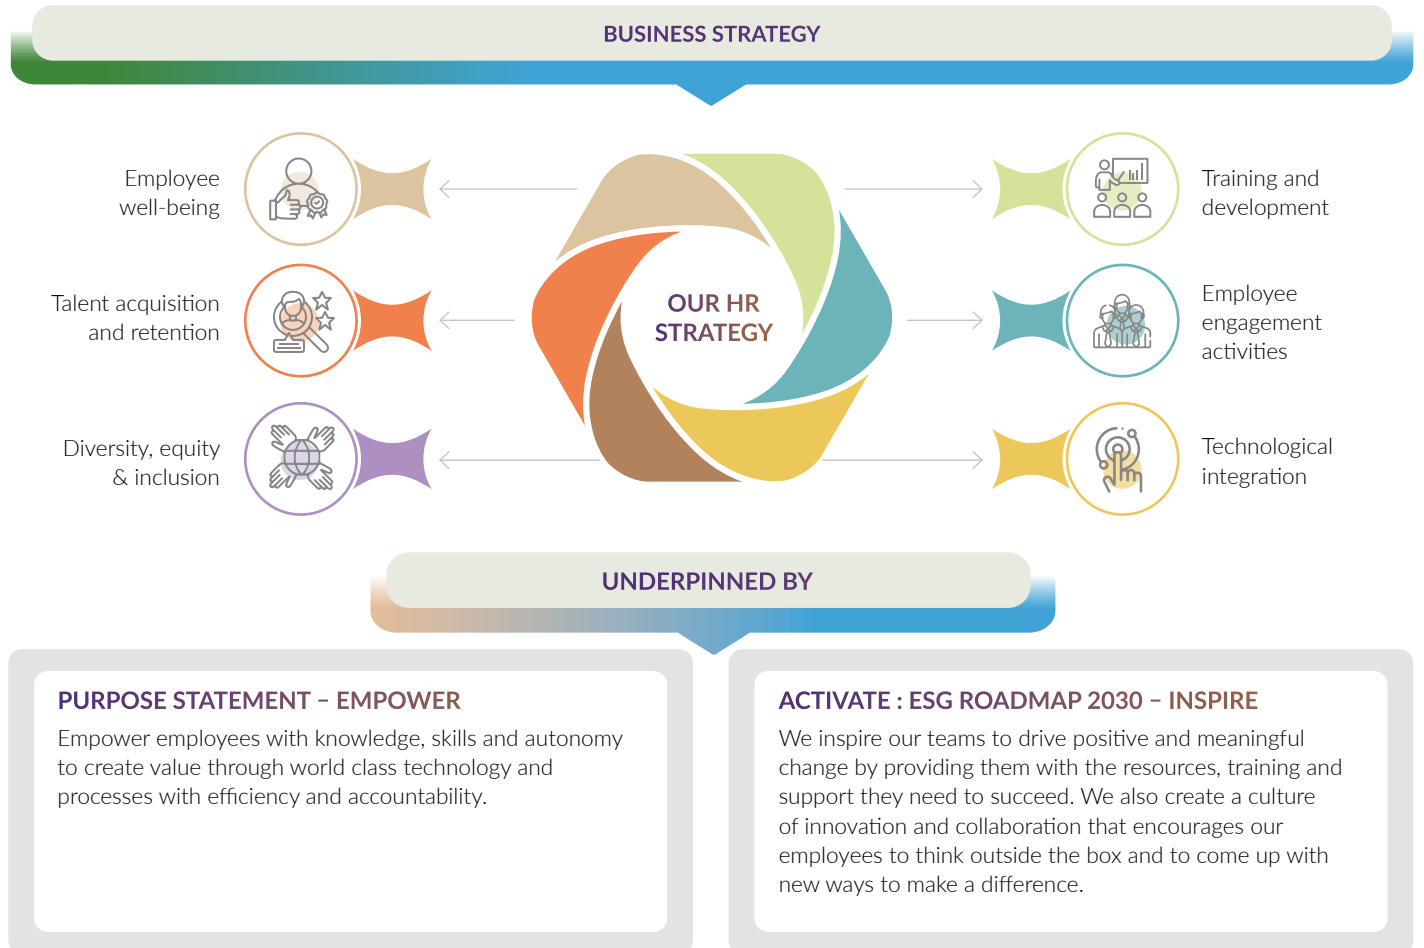 BUSINESS STRATEGY
Employee
well-being
Talent acquisition
and retention
Diversity, equity
& inclusion
OUR HR
STRATEGY
Training and
development
Employee
engagement
activities
Technological
integration
UNDERPINNED BY
PURPOSE STATEMENT – EMPOWER
Empower employees with knowledge, skills and autonomy
to create value through world class technology and
processes with efficiency and accountability.
ACTIVATE : ESG ROADMAP 2030 – INSPIRE
We inspire our teams to drive positive and meaningful
change by providing them with the resources, training and
support they need to succeed. We also create a culture
of innovation and collaboration that encourages our
employees to think outside the box and to come up with
new ways to make a difference.